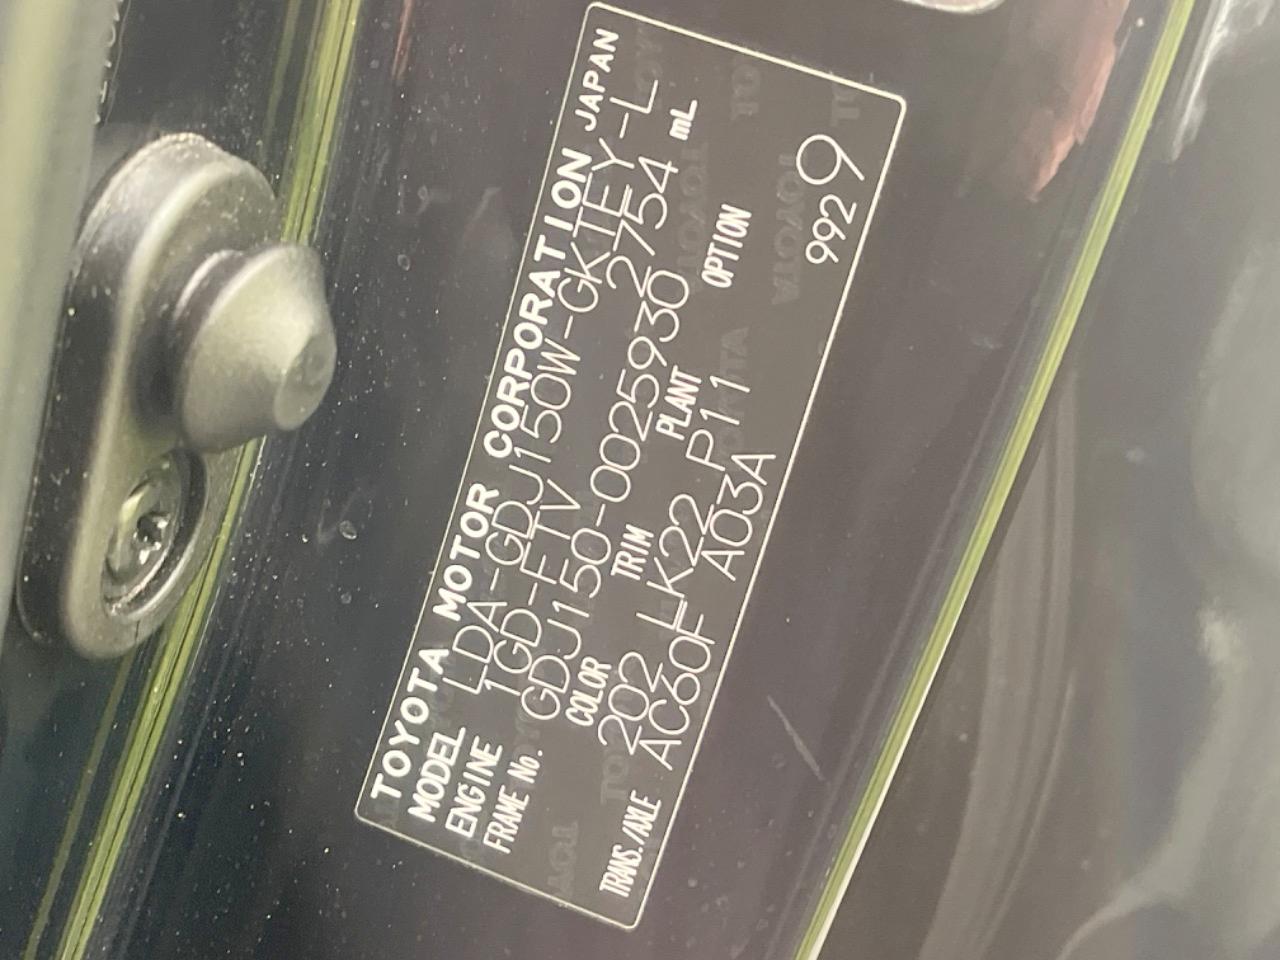 TOYOTA MOTOR CORPORATION JAPAN
MODEL LDA-GDJ150W-GKTEY-L
ENGINE 1GD-FTV 2754 mL
FRAME No. GDJ150-0025930
COLOR TRIM PLANT OPTION
202 LK22 P11
TRANS./AXLE AC60F A03A
9929